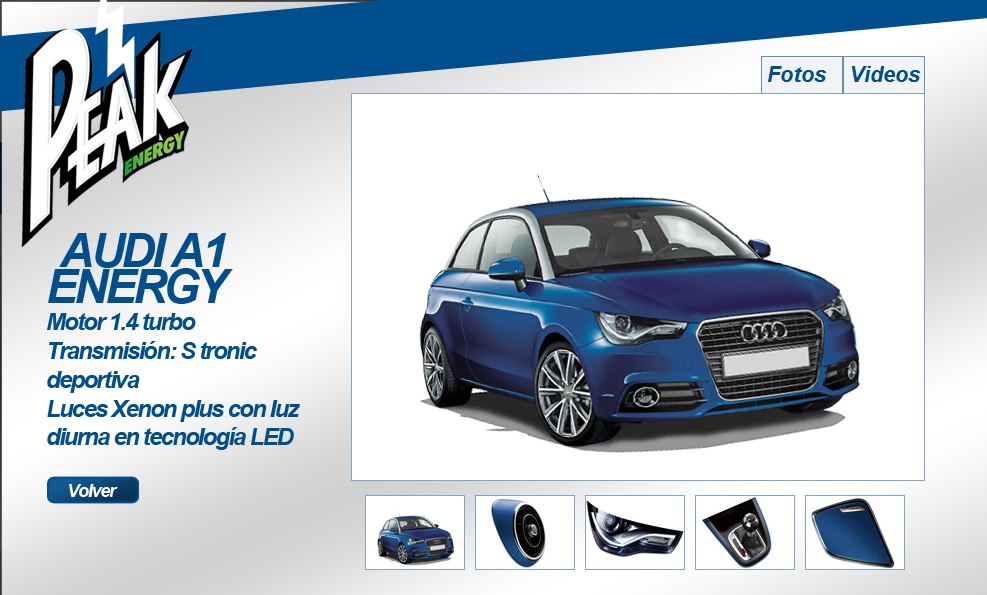 PEAK
ENERGY
Fotos
Videos
AUDI A1
ENERGY
Motor 1.4 turbo
Transmisión: S tronic
deportiva
Luces Xenon plus con luz
diurna en tecnología LED
Volver